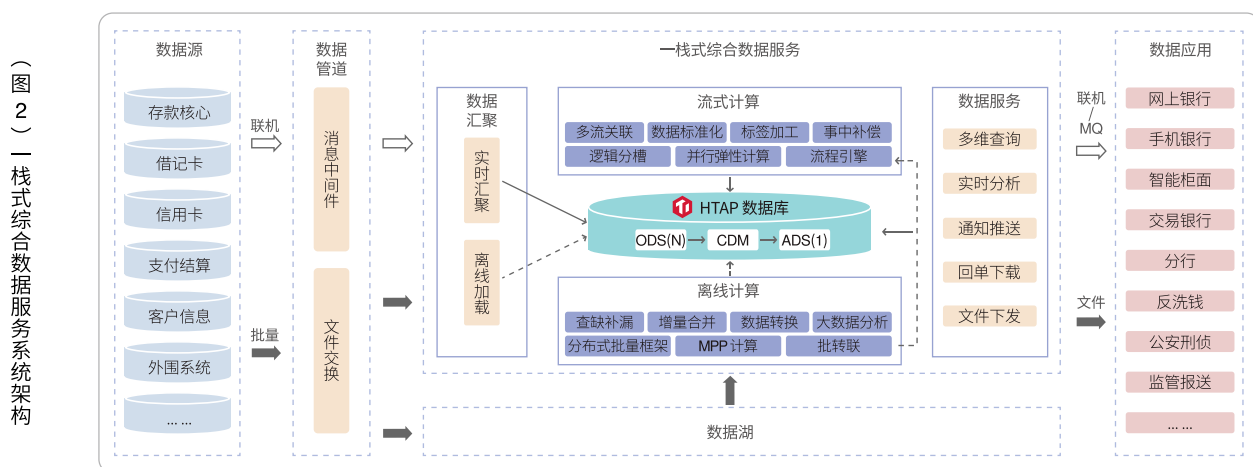 （图2）一栈式综合数据服务系统架构
数据源
存款核心
借记卡
信用卡
支付结算
客户信息
外围系统
... ...
联机
批量
数据
管道
消息中间件
文件交换
一栈式综合数据服务
数据
汇聚
实时汇聚
离线加载
流式计算
多流关联
数据标准化
标签加工
事中补偿
逻辑分槽
并行弹性计算
流程引擎
HTAP 数据库
ODS(N)
CDM
ADS(1)
离线计算
查缺补漏
增量合并
数据转换
大数据分析
分布式批量框架
MPP 计算
批转联
数据服务
多维查询
实时分析
通知推送
回单下载
文件下发
数据湖
联机
/
MQ
文件
数据应用
网上银行
手机银行
智能柜面
交易银行
分行
反洗钱
公安刑侦
监管报送
... ...